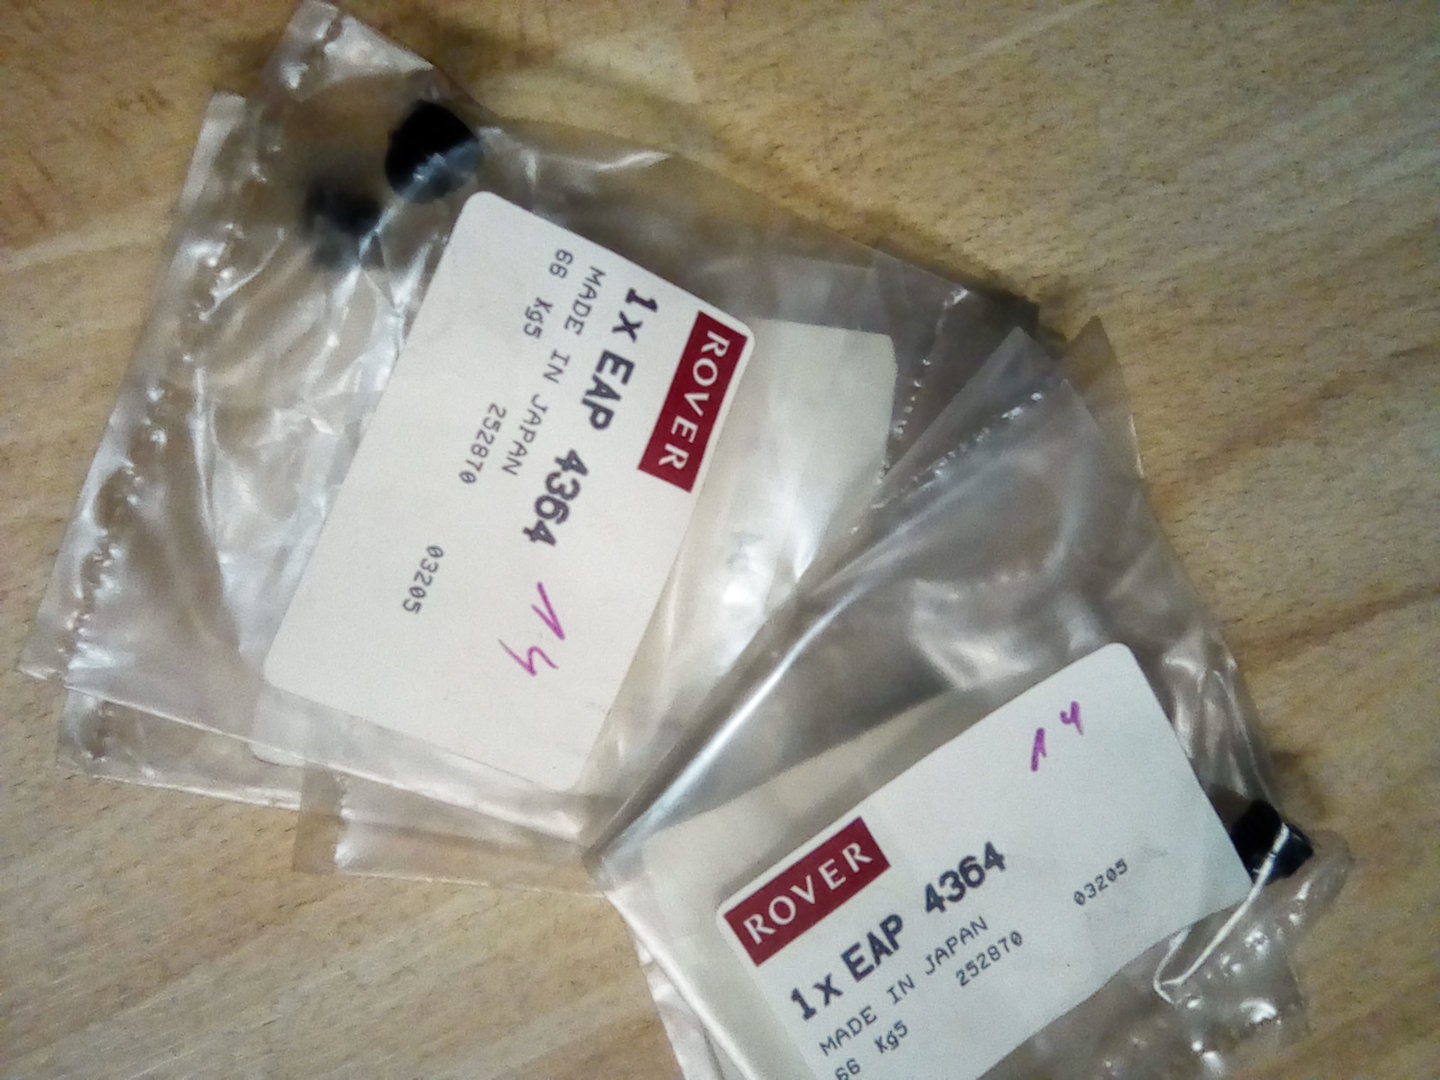 ROVER
1x EAP 4364 14
MADE IN JAPAN
66 Kg5 252870 03205
14
ROVER
1x EAP 4364
MADE IN JAPAN 03205
66 Kg5 252870